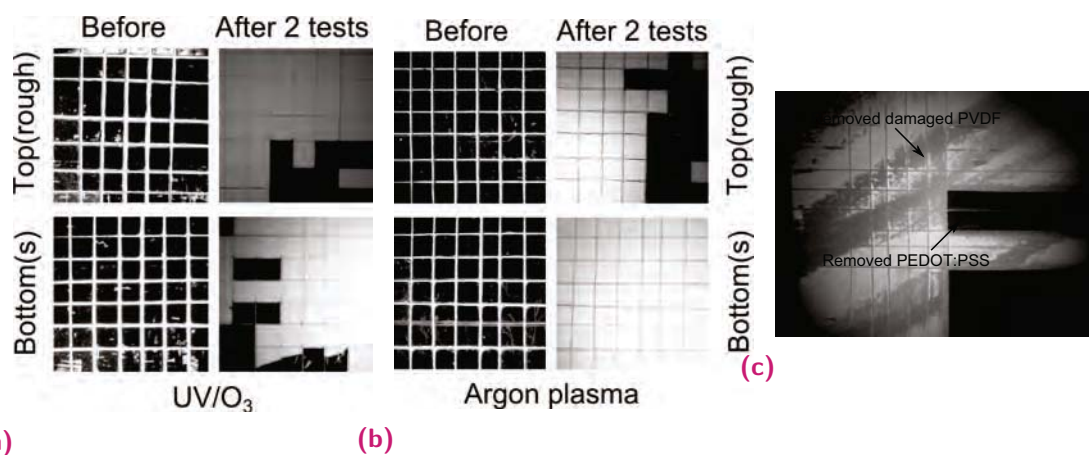 Before
After 2 tests
Top(rough)
Bottom(s)
UV/O₃
Before
After 2 tests
Top(rough)
Bottom(s)
Argon plasma
(b)
removed damaged PVDF
Removed PEDOT:PSS
(c)